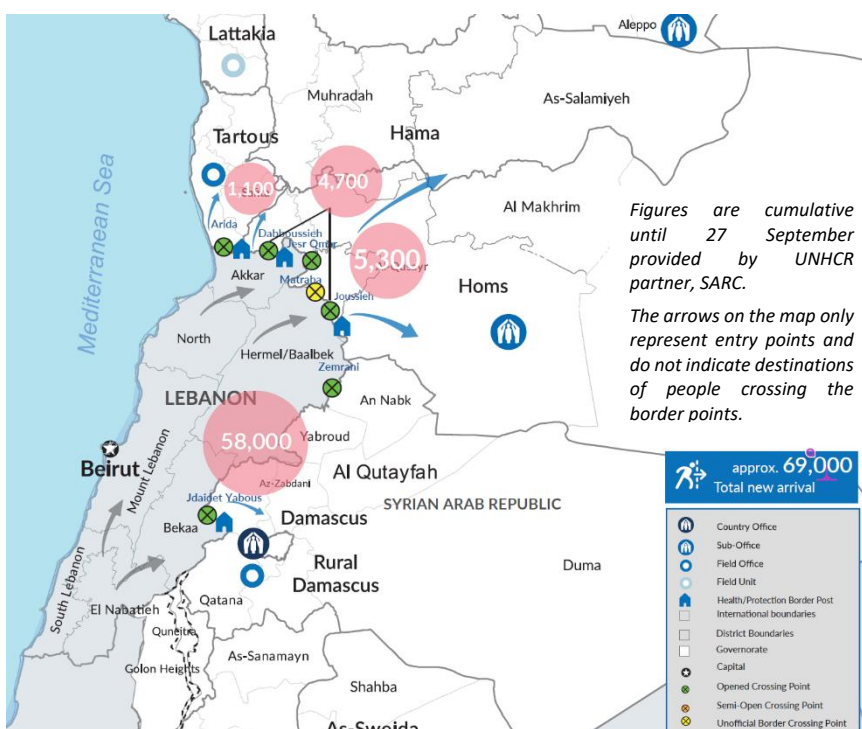 Aleppo
Lattakia
Muhradah
As-Salamiyeh
Tartous
Hama
Mediterranean Sea
1,100
4,700
Al Makhrim
Arida
Dabboussieh
Jesr Qmar
5,300
Akkar
Matraba
Homs
Joussieh
North
Hermel/Baalbek
Zemrani
LEBANON
An Nabk
58,000
Yabroud
Beirut
Mount Lebanon
Al Qutayfah
Az-Zabdani
SYRIAN ARAB REPUBLIC
Jdaidet Yabous
Bekaa
Damascus
Rural
Damascus
Duma
South Lebanon
El Nabatieh
Qatana
Quneitra
As-Sanamayn
Golon Heights
Shahba
As-Sweida
Figures are cumulative
until 27 September
provided by UNHCR
partner, SARC.
The arrows on the map only
represent entry points and
do not indicate destinations
of people crossing the
border points.
approx. 69,000
Total new arrival
Country Office
Sub-Office
Field Office
Field Unit
Health/Protection Border Post
International boundaries
District Boundaries
Governorate
Capital
Opened Crossing Point
Semi-Open Crossing Point
Unofficial Border Crossing Point